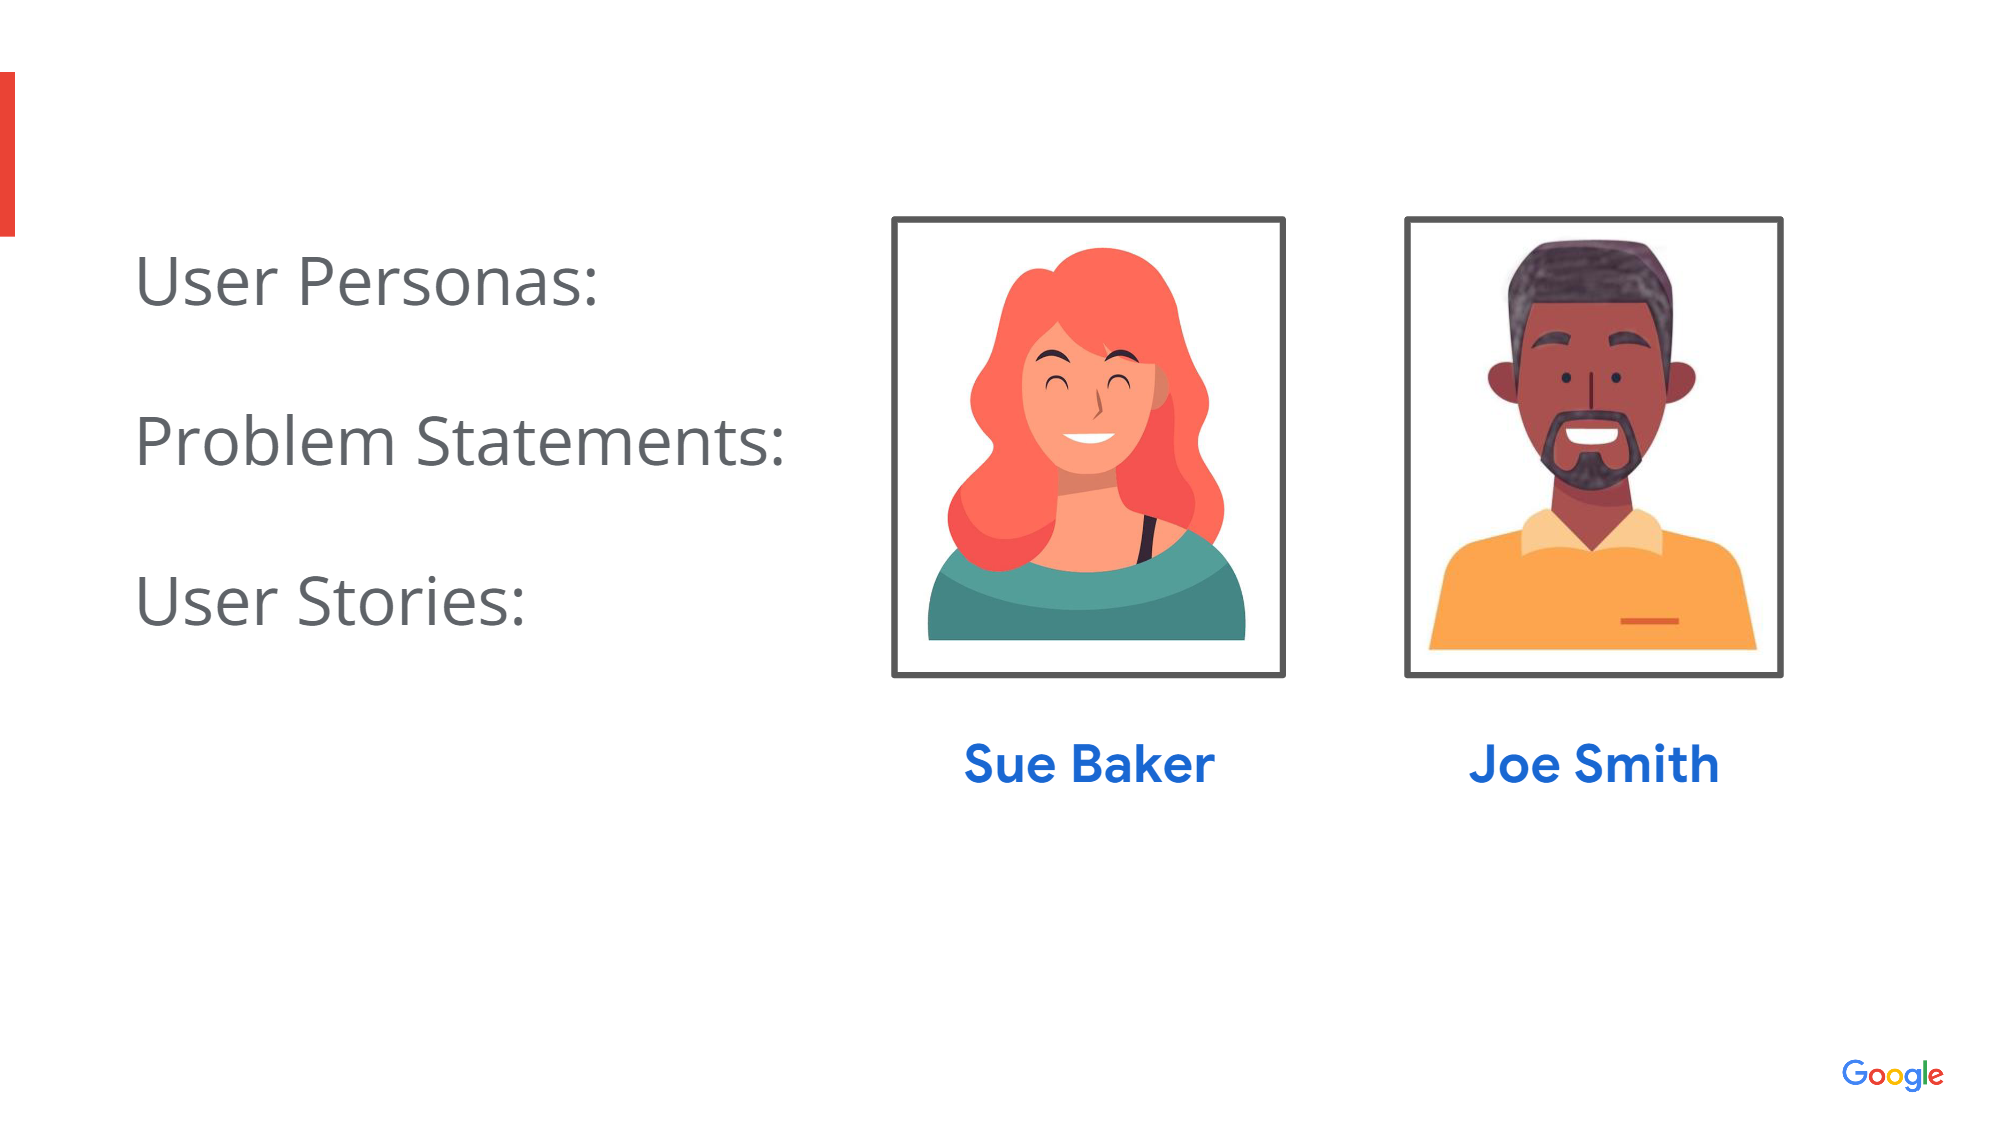 User Personas:
Problem Statements:
User Stories:
Sue Baker
Joe Smith
Google